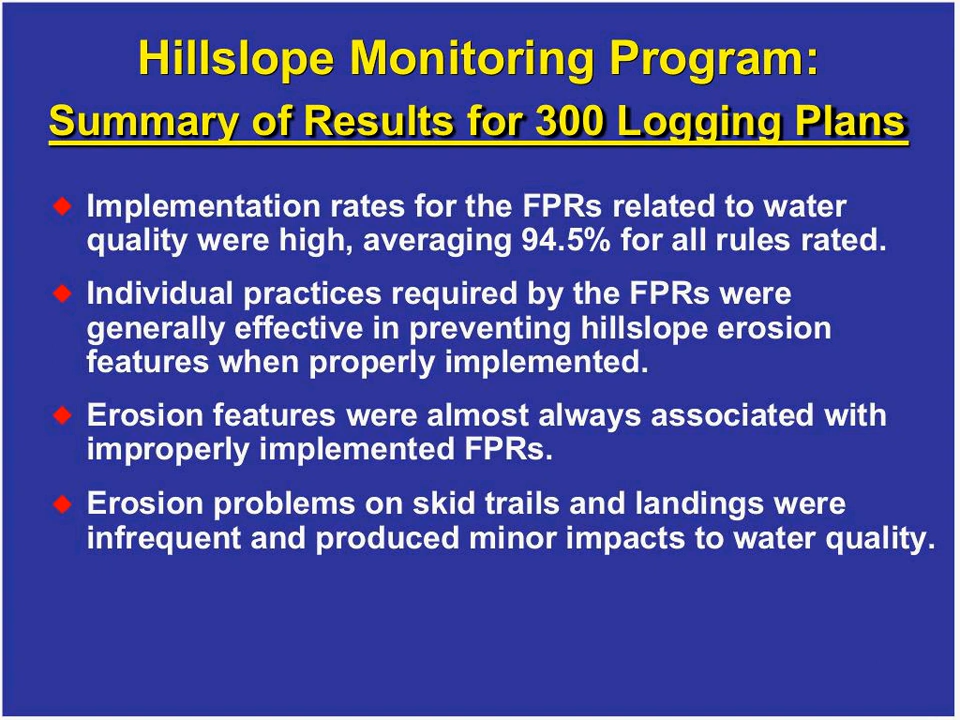 Hillslope Monitoring Program:
Summary of Results for 300 Logging Plans
Implementation rates for the FPRs related to water
quality were high, averaging 94.5% for all rules rated.
Individual practices required by the FPRs were
generally effective in preventing hillslope erosion
features when properly implemented.
Erosion features were almost always associated with
improperly implemented FPRs.
Erosion problems on skid trails and landings were
infrequent and produced minor impacts to water quality.